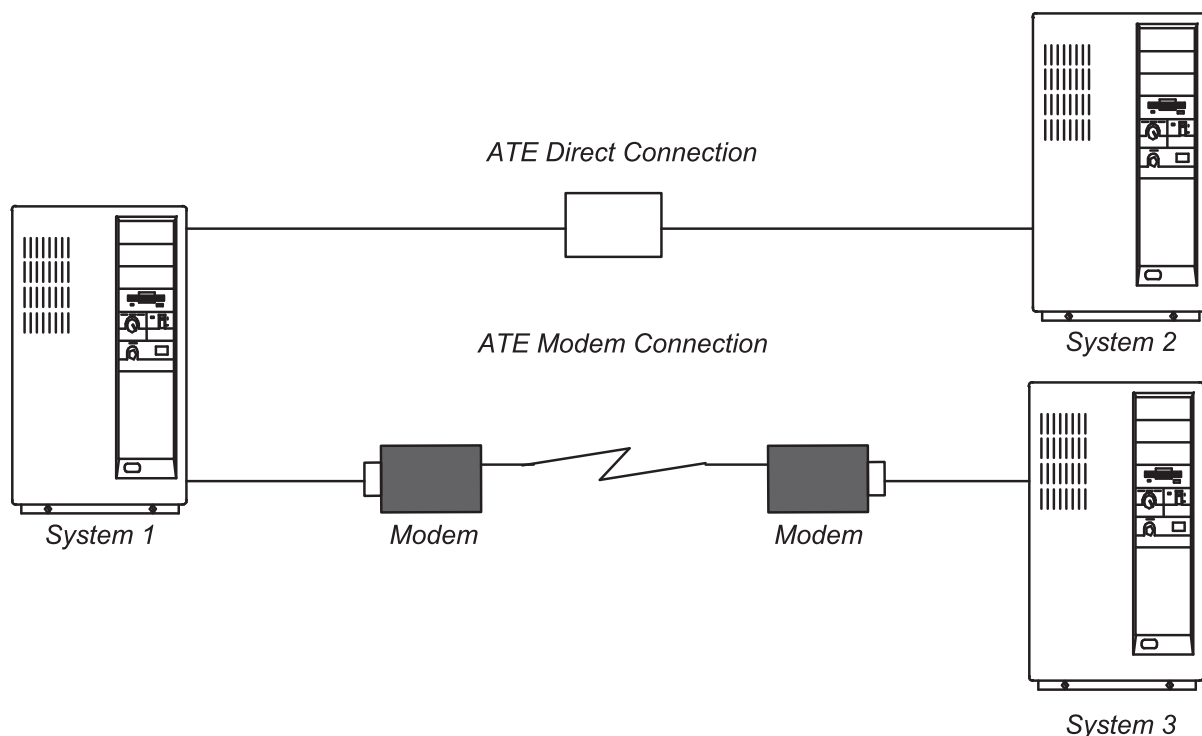 ATE Direct Connection
System 2
ATE Modem Connection
System 1
Modem
Modem
System 3